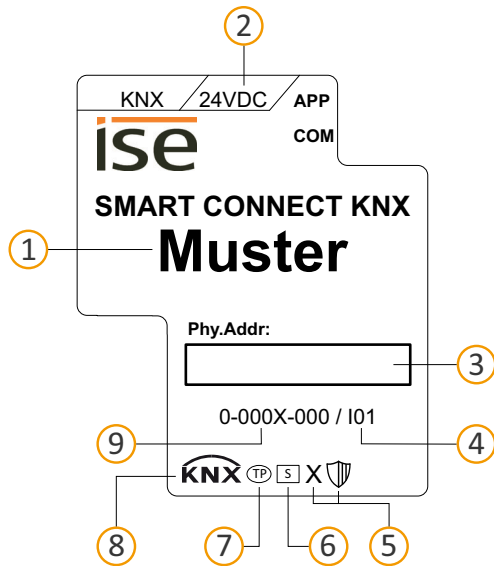 2
KNX 24VDC APP
COM
ise
SMART CONNECT KNX
1 Muster
Phy.Addr:
3
0-000X-000 / I01
9 4
KNX TP S X
8 7 6 5